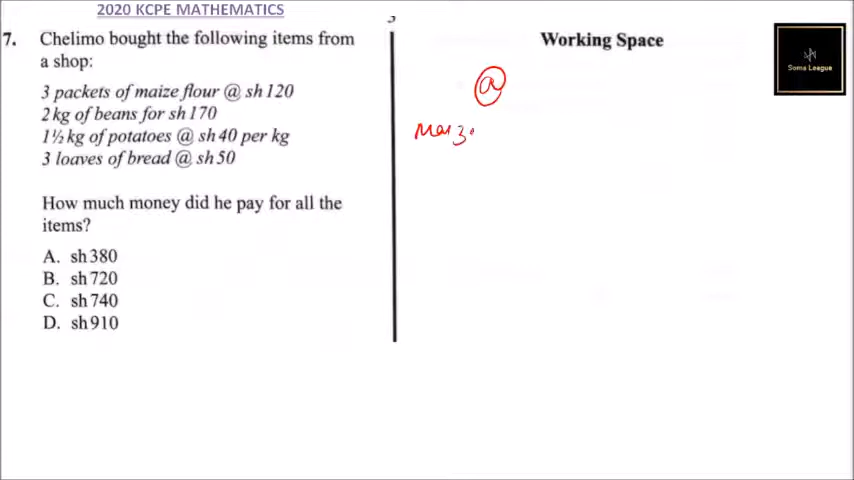 2020 KCPE MATHEMATICS
7. Chelimo bought the following items from
a shop:
3 packets of maize flour @ sh 120
2 kg of beans for sh 170
1½ kg of potatoes @ sh 40 per kg
3 loaves of bread @ sh 50
How much money did he pay for all the
items?
A. sh 380
B. sh 720
C. sh 740
D. sh 910
Working Space
@
Maiz
Soma League